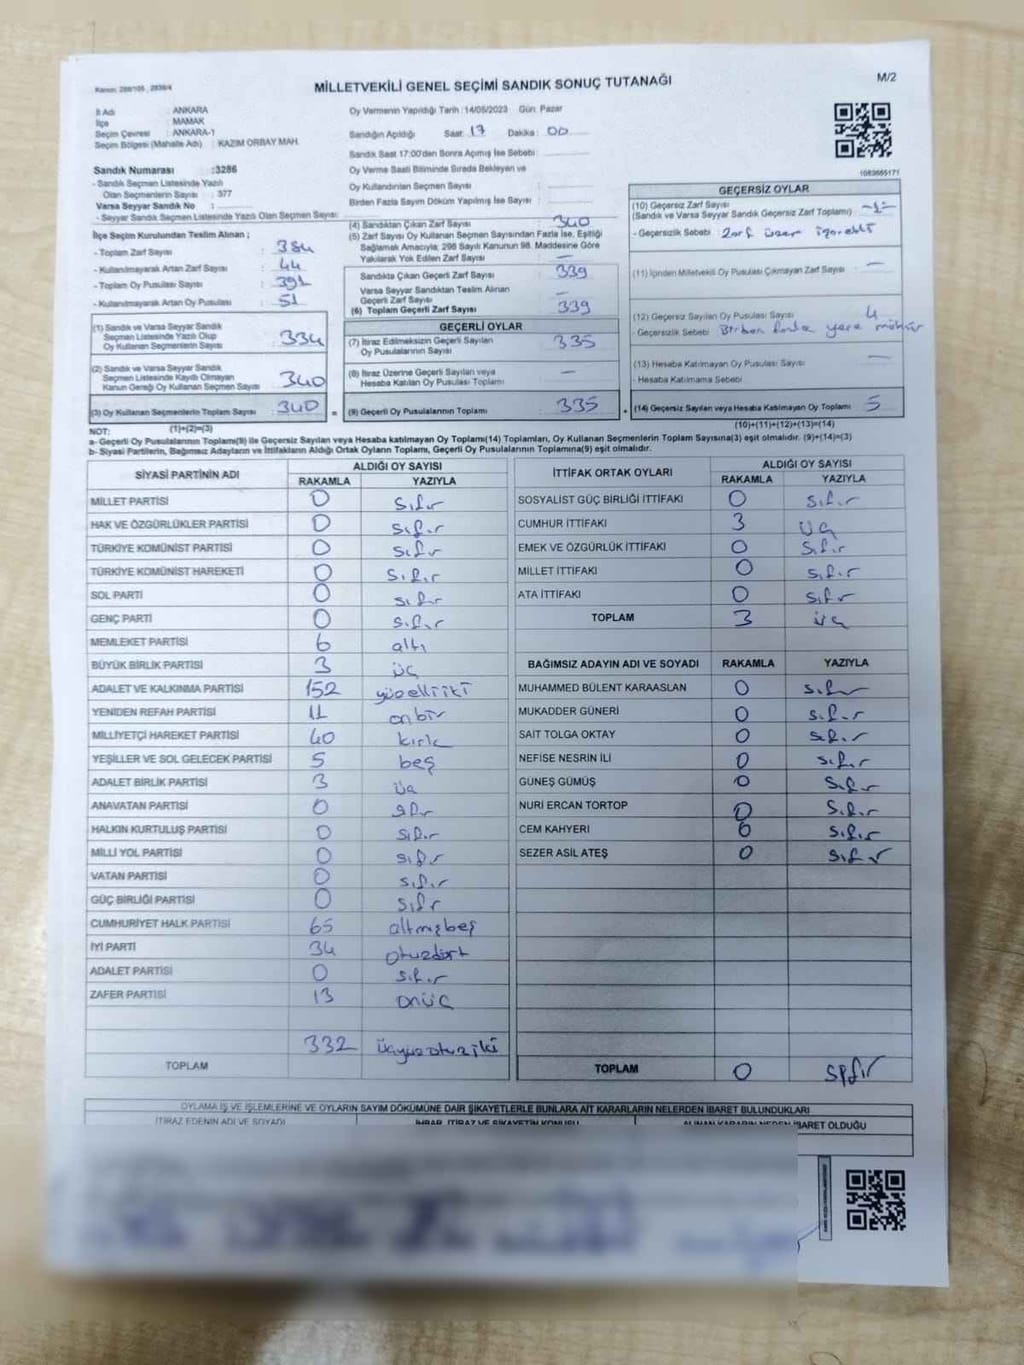 Kanun: 298/105 , 2839/4
MİLLETVEKİLİ GENEL SEÇİMİ SANDIK SONUÇ TUTANAĞI
M/2
İl Adı : ANKARA
İlçe : MAMAK
Seçim Çevresi : ANKARA-1
Seçim Bölgesi (Mahalle Adı) : KAZIM ORBAY MAH.
Sandık Numarası :3286
- Sandık Seçmen Listesinde Yazılı
Olan Seçmenlerin Sayısı : 377
Varsa Seyyar Sandık No :
- Seyyar Sandık Seçmen Listesinde Yazılı Olan Seçmen Sayısı:
Oy Vermenin Yapıldığı Tarih :14/05/2023 Gün: Pazar
Sandığın Açıldığı Saat: 17 Dakika : 00
Sandık Saat 17:00'den Sonra Açılmış İse Sebebi:
Oy Verme Saati Bitiminde Sırada Bekleyen ve
Oy Kullandırılan Seçmen Sayısı :
Birden Fazla Sayım Döküm Yapılmış İse Sayısı :
1083665171
İlçe Seçim Kurulundan Teslim Alınan ;
- Toplam Zarf Sayısı : 384
- Kullanılmayarak Artan Zarf Sayısı : 44
- Toplam Oy Pusulası Sayısı : 391
- Kullanılmayarak Artan Oy Pusulası : 51
(1) Sandık ve Varsa Seyyar Sandık
Seçmen Listesinde Yazılı Olup
Oy Kullanan Seçmenlerin Sayısı : 334
(2) Sandık ve Varsa Seyyar Sandık
Seçmen Listesinde Kayıtlı Olmayan
Kanun Gereği Oy Kullanan Seçmen Sayısı : 340
(3) Oy Kullanan Seçmenlerin Toplam Sayısı : 340 =
(1)+(2)=(3)
(4) Sandıktan Çıkan Zarf Sayısı : 340
(5) Zarf Sayısı Oy Kullanan Seçmen Sayısından Fazla İse, Eşitliği
Sağlamak Amacıyla; 298 Sayılı Kanunun 98. Maddesine Göre
Yakılarak Yok Edilen Zarf Sayısı : —
Sandıkta Çıkan Geçerli Zarf Sayısı : 339
Varsa Seyyar Sandıktan Teslim Alınan
Geçerli Zarf Sayısı : —
(6) Toplam Geçerli Zarf Sayısı : 339
GEÇERLİ OYLAR
(7) İtiraz Edilmeksizin Geçerli Sayılan
Oy Pusulalarının Sayısı : 335
(8) İtiraz Üzerine Geçerli Sayılan veya
Hesaba Katılan Oy Pusulası Toplamı : —
(9) Geçerli Oy Pusulalarının Toplamı : 335 +
GEÇERSİZ OYLAR
(10) Geçersiz Zarf Sayısı : -1-
(Sandık ve Varsa Seyyar Sandık Geçersiz Zarf Toplamı)
- Geçersizlik Sebebi : Zarf üzeri işaretli
(11) İçinden Milletvekili Oy Pusulası Çıkmayan Zarf Sayısı : —
(12) Geçersiz Sayılan Oy Pusulası Sayısı : 4
- Geçersizlik Sebebi : Birden fazla yere mühür
(13) Hesaba Katılmayan Oy Pusulası Sayısı : —
- Hesaba Katılmama Sebebi :
(14) Geçersiz Sayılan veya Hesaba Katılmayan Oy Toplamı : 5
(10)+(11)+(12)+(13)=(14)
NOT:
a- Geçerli Oy Pusulalarının Toplamı(9) ile Geçersiz Sayılan veya Hesaba katılmayan Oy Toplamı(14) Toplamları, Oy Kullanan Seçmenlerin Toplam Sayısına(3) eşit olmalıdır. (9)+(14)=(3)
b- Siyasi Partilerin, Bağımsız Adayların ve İttifakların Aldığı Ortak Oyların Toplamı, Geçerli Oy Pusulalarının Toplamına(9) eşit olmalıdır.
SİYASİ PARTİNİN ADI ALDIĞI OY SAYISI
RAKAMLA YAZIYLA
MİLLET PARTİSİ 0 sıfır
HAK VE ÖZGÜRLÜKLER PARTİSİ 0 sıfır
TÜRKİYE KOMÜNİST PARTİSİ 0 sıfır
TÜRKİYE KOMÜNİST HAREKETİ 0 sıfır
SOL PARTİ 0 sıfır
GENÇ PARTİ 0 sıfır
MEMLEKET PARTİSİ 6 altı
BÜYÜK BİRLİK PARTİSİ 3 üç
ADALET VE KALKINMA PARTİSİ 152 yüzelliiki
YENİDEN REFAH PARTİSİ 11 onbir
MİLLİYETÇİ HAREKET PARTİSİ 40 kırk
YEŞİLLER VE SOL GELECEK PARTİSİ 5 beş
ADALET BİRLİK PARTİSİ 3 üç
ANAVATAN PARTİSİ 0 sıfır
HALKIN KURTULUŞ PARTİSİ 0 sıfır
MİLLİ YOL PARTİSİ 0 sıfır
VATAN PARTİSİ 0 sıfır
GÜÇ BİRLİĞİ PARTİSİ 0 sıfır
CUMHURİYET HALK PARTİSİ 65 altmışbeş
İYİ PARTİ 34 otuzdört
ADALET PARTİSİ 0 sıfır
ZAFER PARTİSİ 13 onüç
TOPLAM 332 üçyüzotuziki
İTTİFAK ORTAK OYLARI ALDIĞI OY SAYISI
RAKAMLA YAZIYLA
SOSYALİST GÜÇ BİRLİĞİ İTTİFAKI 0 sıfır
CUMHUR İTTİFAKI 3 üç
EMEK VE ÖZGÜRLÜK İTTİFAKI 0 sıfır
MİLLET İTTİFAKI 0 sıfır
ATA İTTİFAKI 0 sıfır
TOPLAM 3 üç
BAĞIMSIZ ADAYIN ADI VE SOYADI RAKAMLA YAZIYLA
MUHAMMED BÜLENT KARAASLAN 0 sıfır
MUKADDER GÜNERİ 0 sıfır
SAİT TOLGA OKTAY 0 sıfır
NEFİSE NESRİN İLİ 0 sıfır
GÜNEŞ GÜMÜŞ 0 sıfır
NURİ ERCAN TORTOP 0 sıfır
CEM KAHYERİ 0 sıfır
SEZER ASİL ATEŞ 0 sıfır
TOPLAM 0 sıfır
OYLAMA İŞ VE İŞLEMLERİNE VE OYLARIN SAYIM DÖKÜMÜNE DAİR ŞİKAYETLERLE BUNLARA AİT KARARLARIN NELERDEN İBARET BULUNDUKLARI
İTİRAZ EDENİN ADI VE SOYADI İHBAR, İTİRAZ VE ŞİKAYETİN KONUSU ALINAN KARARIN NEDEN İBARET OLDUĞU